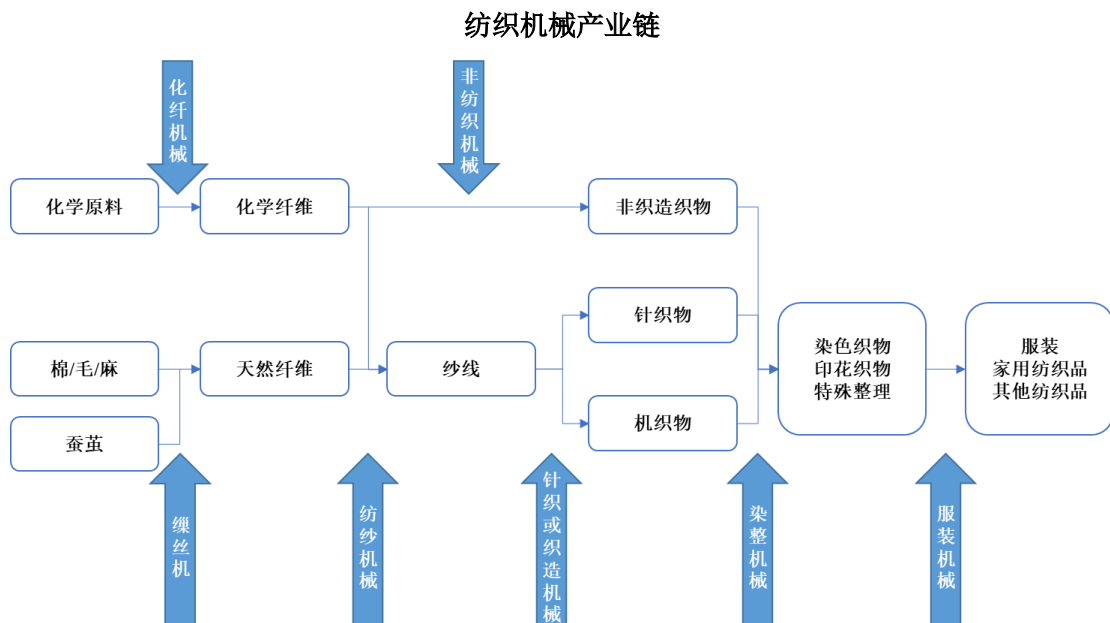 纺织机械产业链
化纤机械
非纺织机械
化学原料
化学纤维
非织造织物
针织物
棉/毛/麻
天然纤维
纱线
染色织物
印花织物
特殊整理
服装
家用纺织品
其他纺织品
蚕茧
机织物
缫丝机
纺纱机械
针织或织造机械
染整机械
服装机械